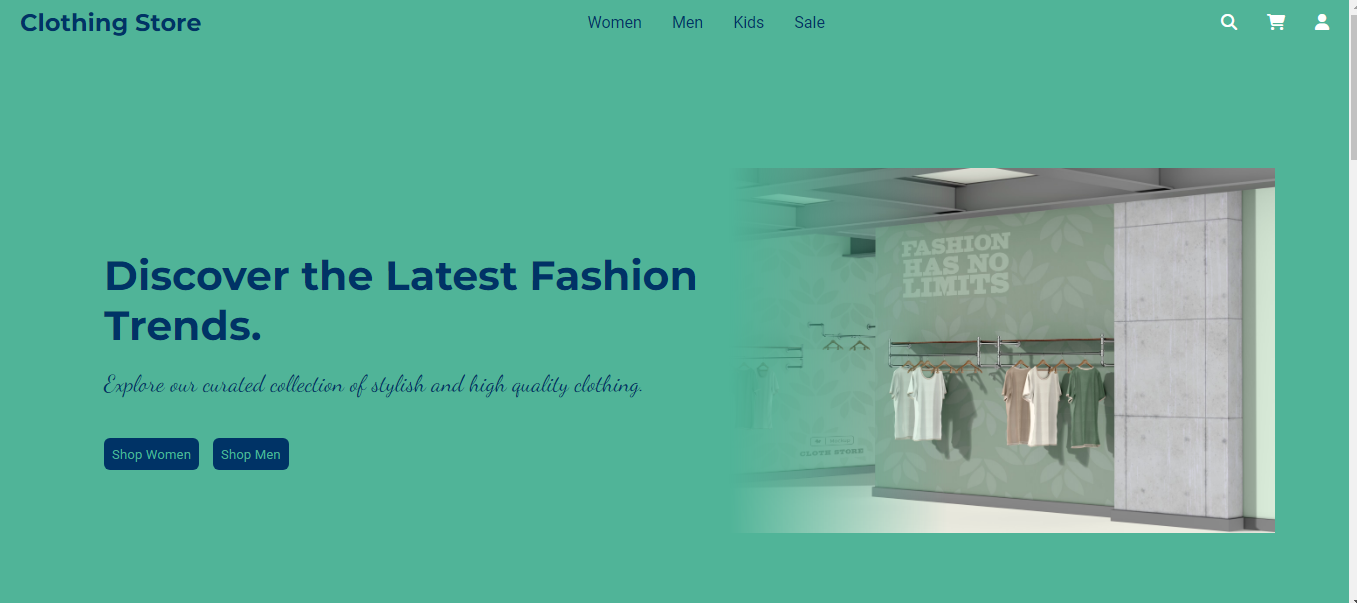 Clothing Store
Women Men Kids Sale
FASHION
HAS NO
LIMITS
Discover the Latest Fashion
Trends.
Explore our curated collection of stylish and high quality clothing.
CLOTH STORE
Shop Women Shop Men